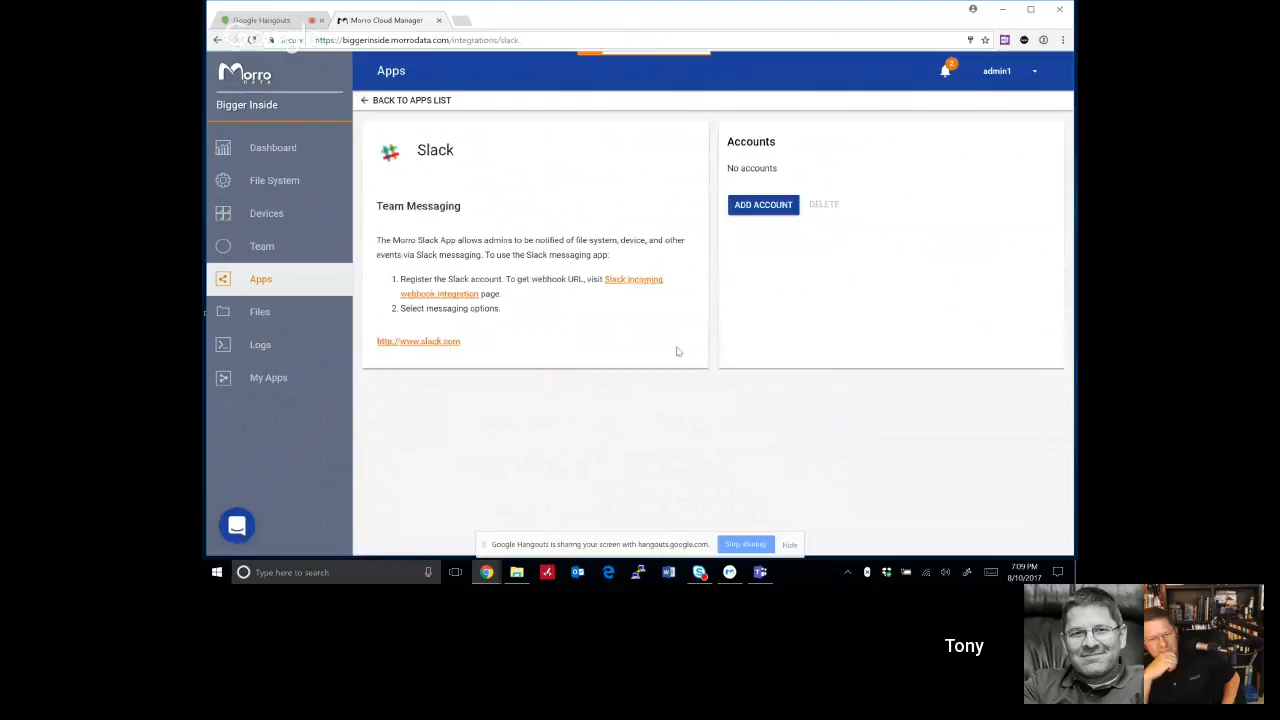 Google Hangouts
Morro Cloud Manager
Secure
https://biggerinside.morrodata.com/integrations/slack
Morro
DATA
Apps
2
admin1
Bigger Inside
BACK TO APPS LIST
Dashboard
File System
Devices
Team
Apps
Files
Logs
My Apps
Slack
Team Messaging
The Morro Slack App allows admins to be notified of file system, device, and other
events via Slack messaging. To use the Slack messaging app:
1. Register the Slack account. To get webhook URL, visit Slack incoming
webhook integration page.
2. Select messaging options.
http://www.slack.com
Accounts
No accounts
ADD ACCOUNT
DELETE
Google Hangouts is sharing your screen with hangouts.google.com.
Stop sharing
Hide
Type here to search
7:09 PM
8/10/2017
Tony